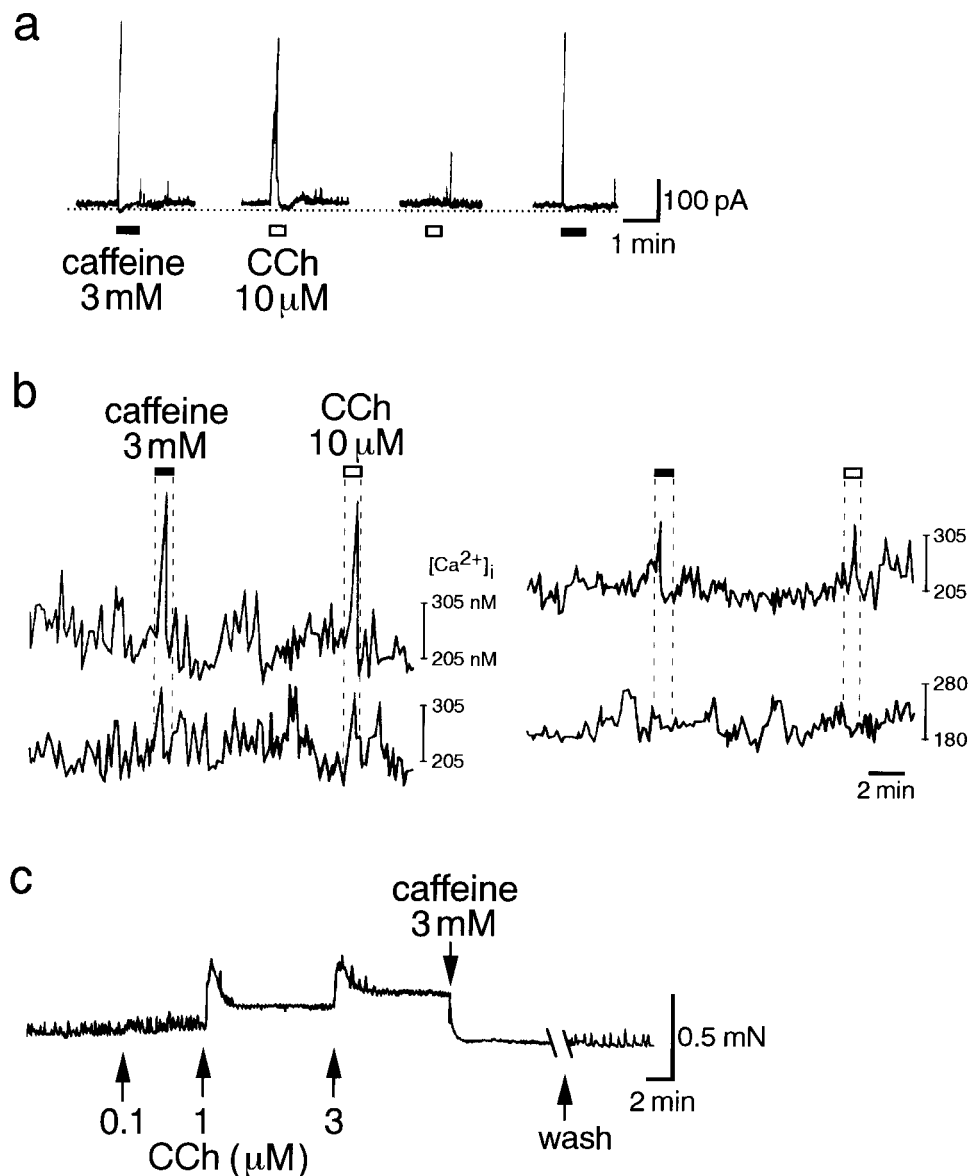 a
100 pA
1 min
caffeine
3 mM
CCh
10 μM
b
caffeine
3 mM
CCh
10 μM
[Ca²⁺]i
305 nM
205 nM
305
205
305
205
280
180
2 min
c
caffeine
3 mM
0.5 mN
2 min
0.1
1
3
CCh (μM)
wash